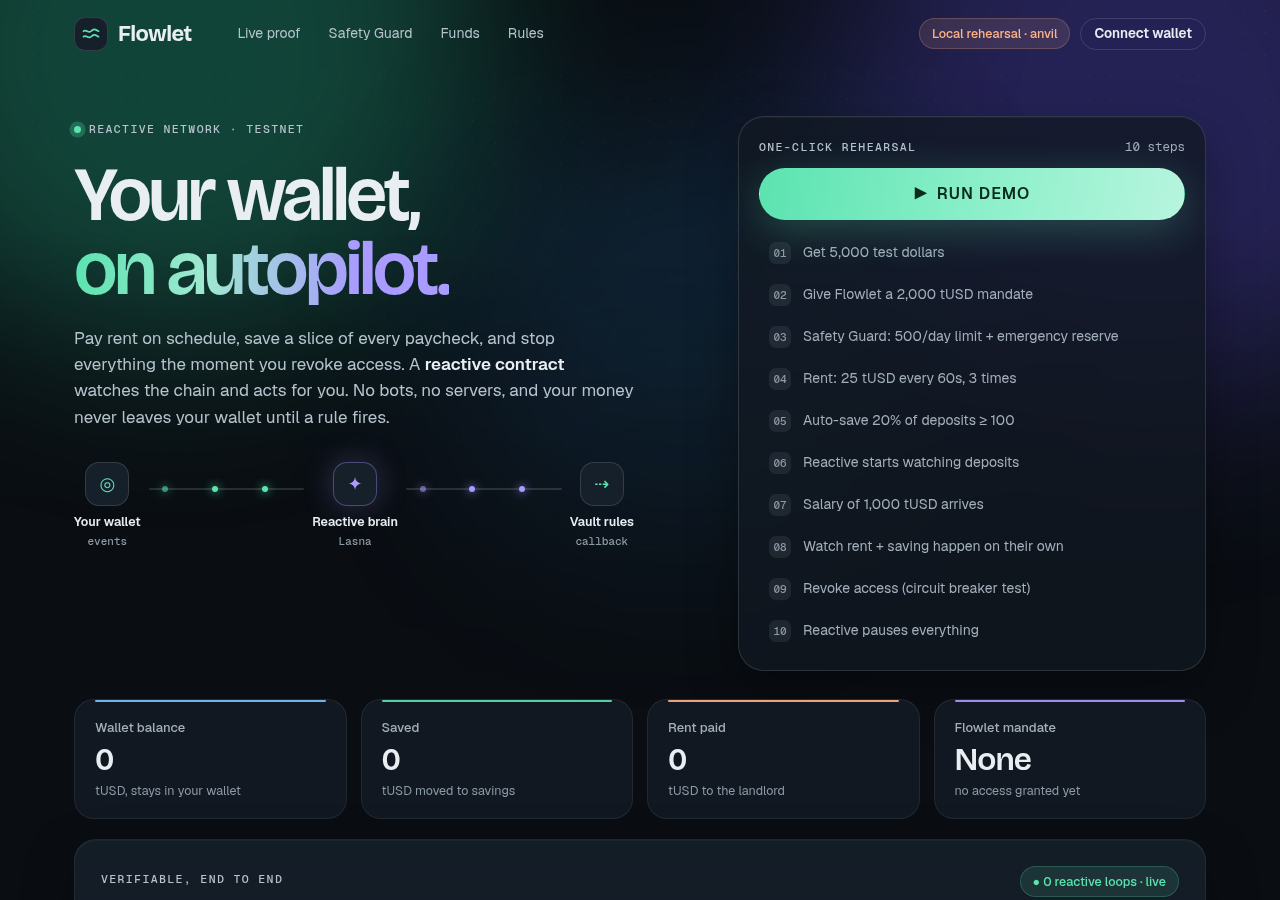 Flowlet
Live proof
Safety Guard
Funds
Rules
Local rehearsal · anvil
Connect wallet
REACTIVE NETWORK · TESTNET
Your wallet,
on autopilot.
Pay rent on schedule, save a slice of every paycheck, and stop
everything the moment you revoke access. A reactive contract
watches the chain and acts for you. No bots, no servers, and your money
never leaves your wallet until a rule fires.
Your wallet
events
Reactive brain
Lasna
Vault rules
callback
ONE-CLICK REHEARSAL
10 steps
▶ RUN DEMO
01 Get 5,000 test dollars
02 Give Flowlet a 2,000 tUSD mandate
03 Safety Guard: 500/day limit + emergency reserve
04 Rent: 25 tUSD every 60s, 3 times
05 Auto-save 20% of deposits ≥ 100
06 Reactive starts watching deposits
07 Salary of 1,000 tUSD arrives
08 Watch rent + saving happen on their own
09 Revoke access (circuit breaker test)
10 Reactive pauses everything
Wallet balance
0
tUSD, stays in your wallet
Saved
0
tUSD moved to savings
Rent paid
0
tUSD to the landlord
Flowlet mandate
None
no access granted yet
VERIFIABLE, END TO END
● 0 reactive loops · live